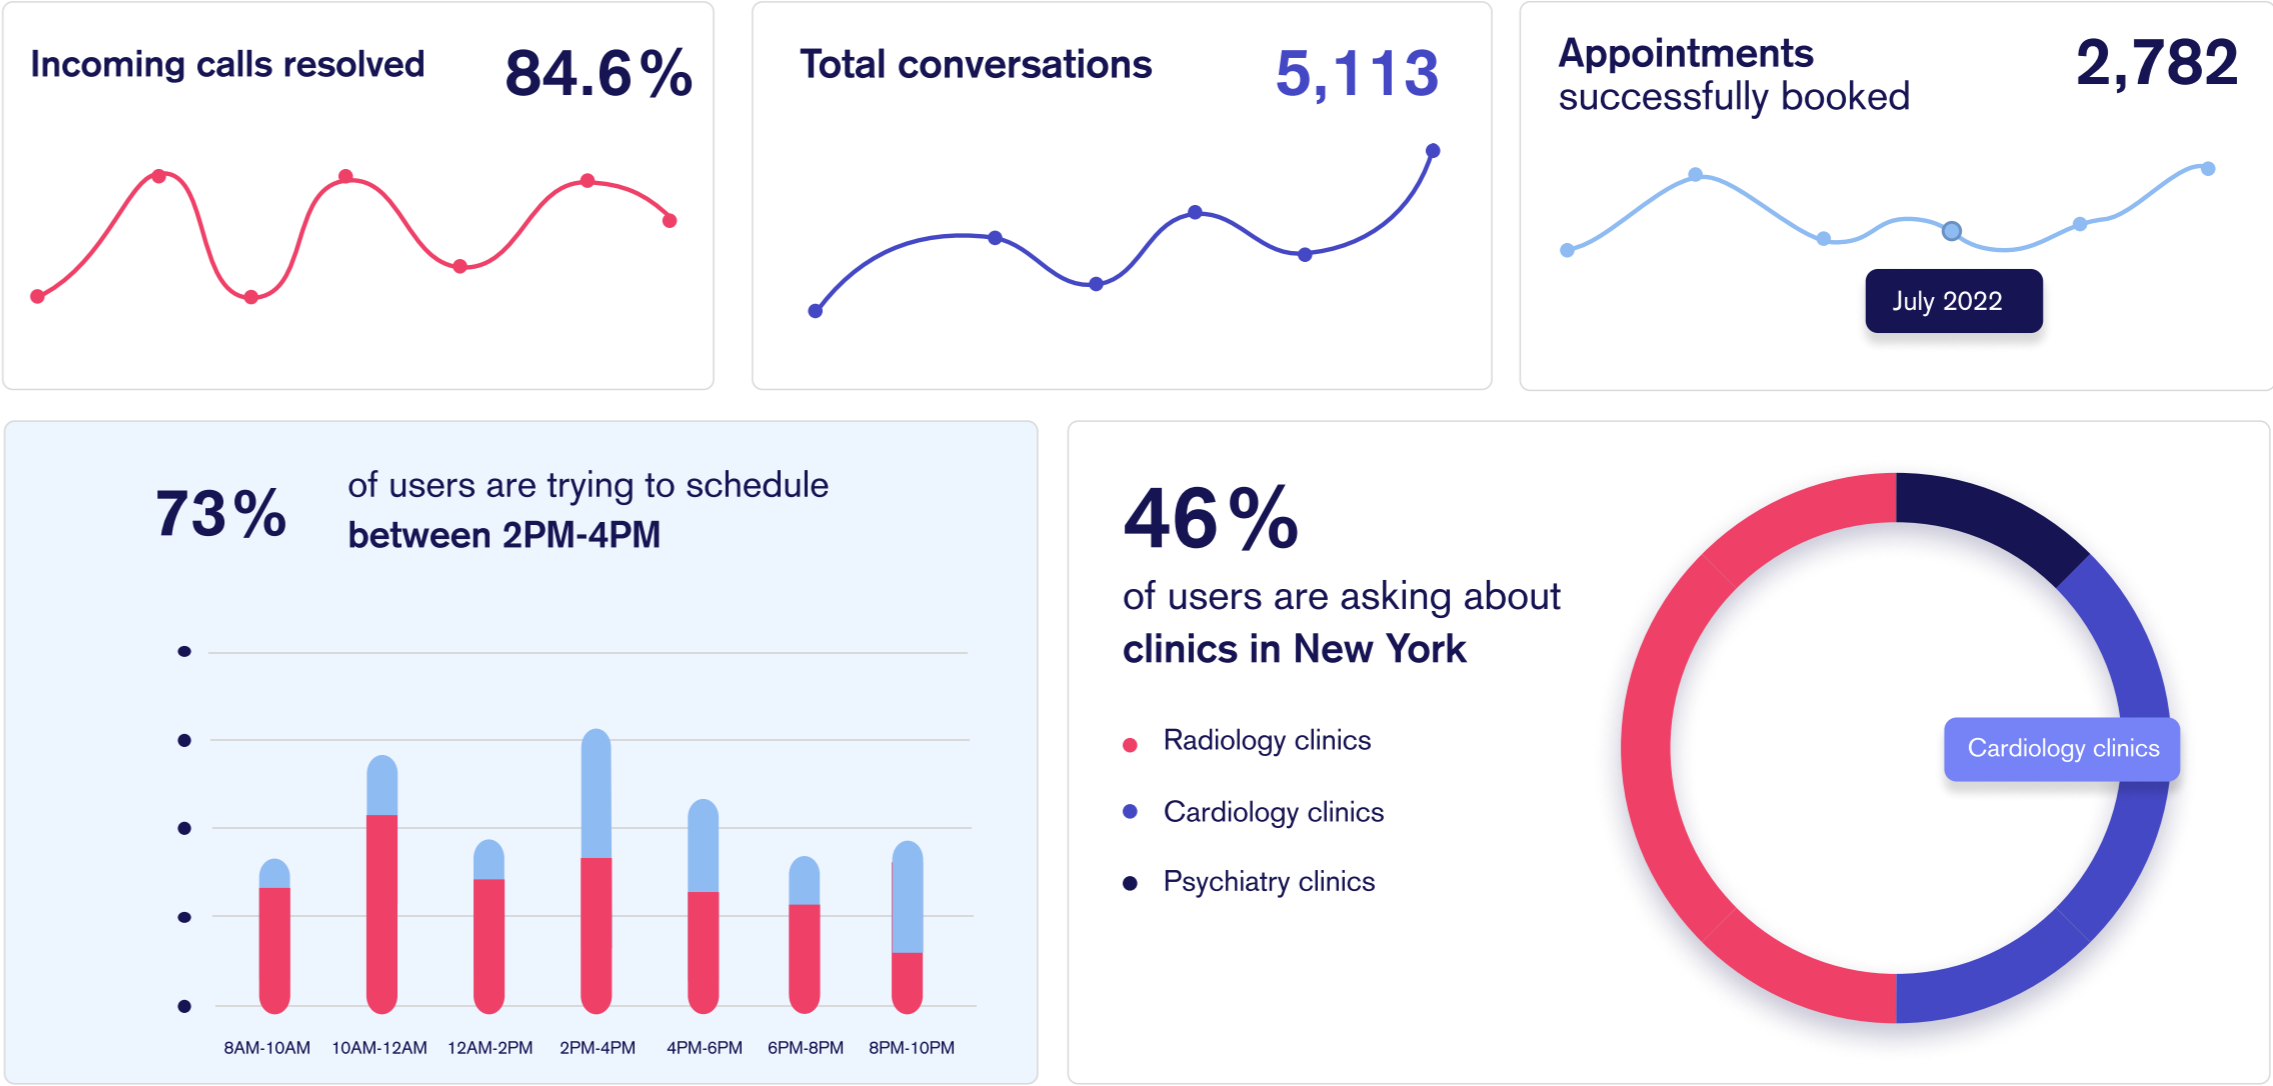 Incoming calls resolved
84.6%
Total conversations
5,113
Appointments
successfully booked
2,782
July 2022
73%
of users are trying to schedule
between 2PM-4PM
8AM-10AM
10AM-12AM
12AM-2PM
2PM-4PM
4PM-6PM
6PM-8PM
8PM-10PM
46%
of users are asking about
clinics in New York
Radiology clinics
Cardiology clinics
Psychiatry clinics
Cardiology clinics